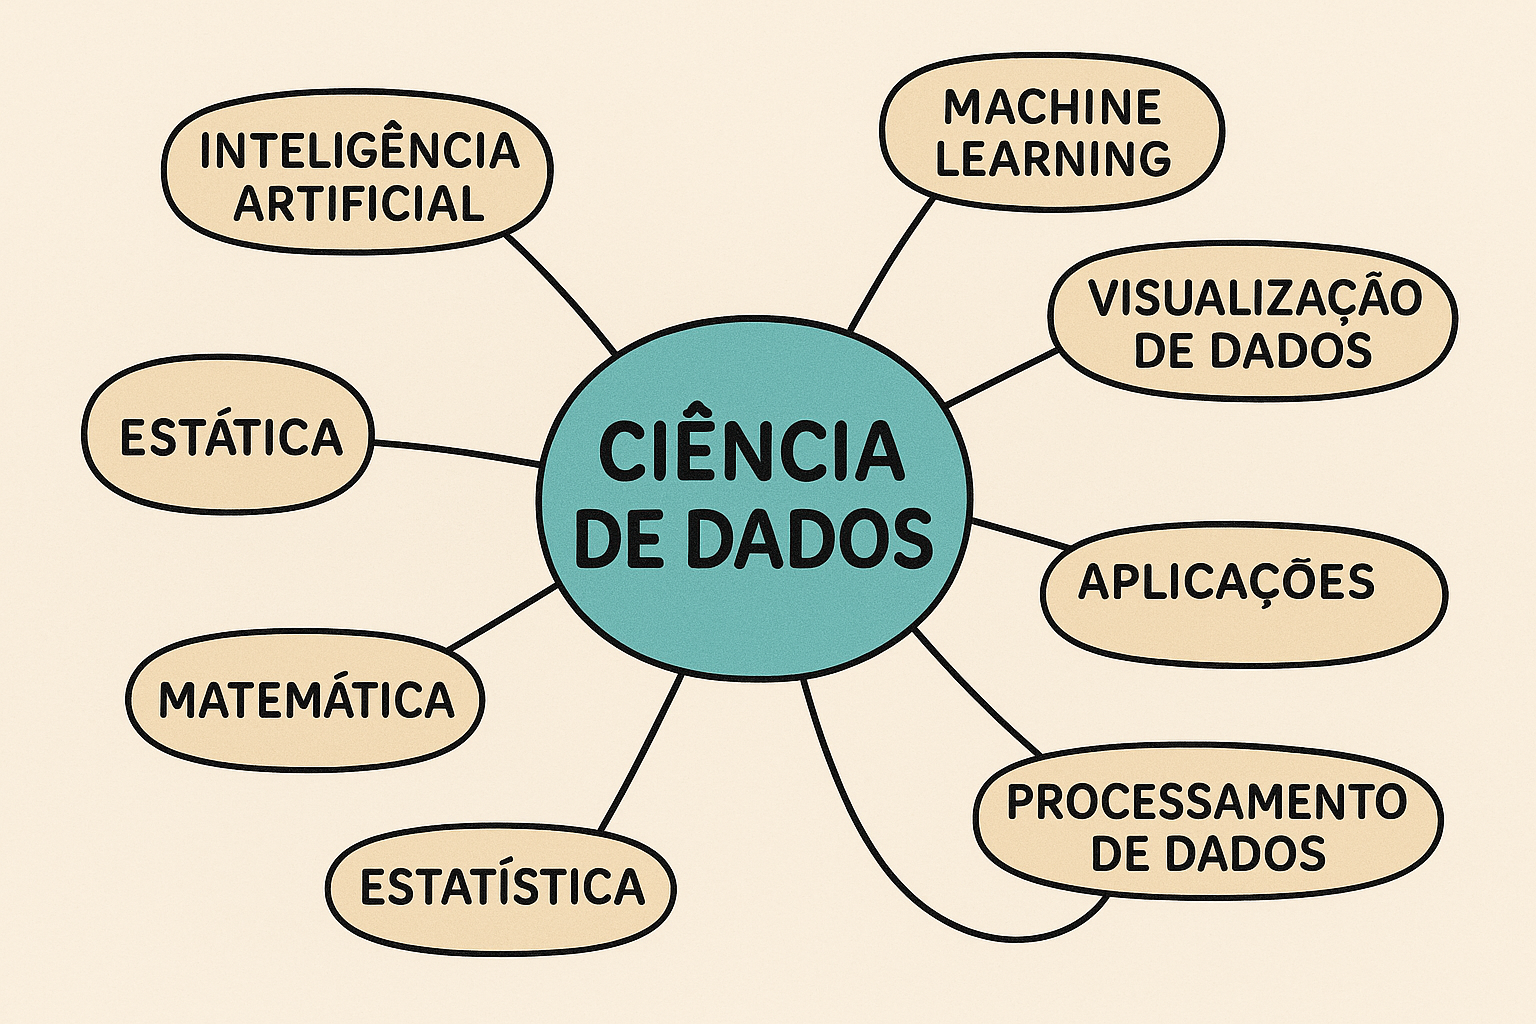 INTELIGÊNCIA
ARTIFICIAL
MACHINE
LEARNING
VISUALIZAÇÃO
DE DADOS
ESTÁTICA
CIÊNCIA
DE DADOS
APLICAÇÕES
MATEMÁTICA
PROCESSAMENTO
DE DADOS
ESTATÍSTICA